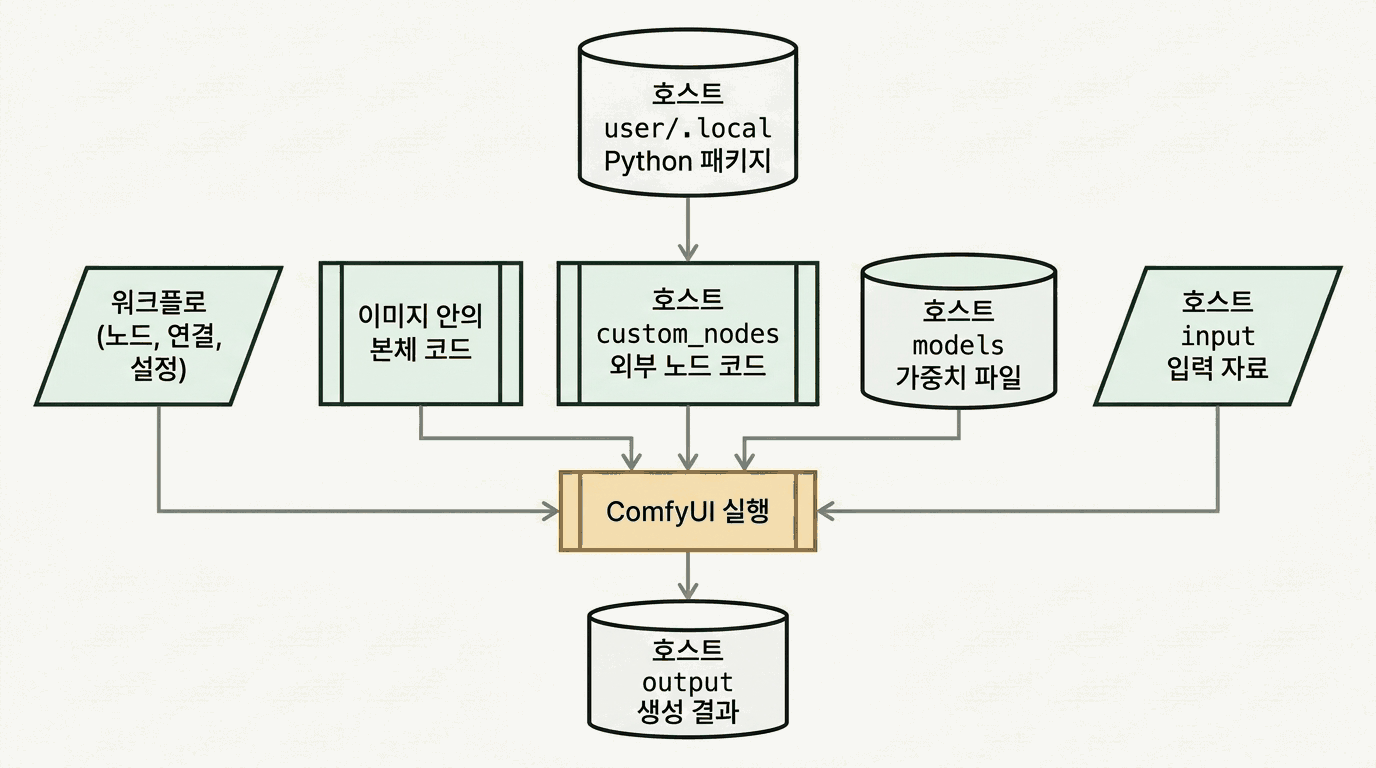 호스트
user/.local
Python 패키지
워크플로
(노드, 연결,
설정)
이미지 안의
본체 코드
호스트
custom_nodes
외부 노드 코드
호스트
models
가중치 파일
호스트
input
입력 자료
ComfyUI 실행
호스트
output
생성 결과